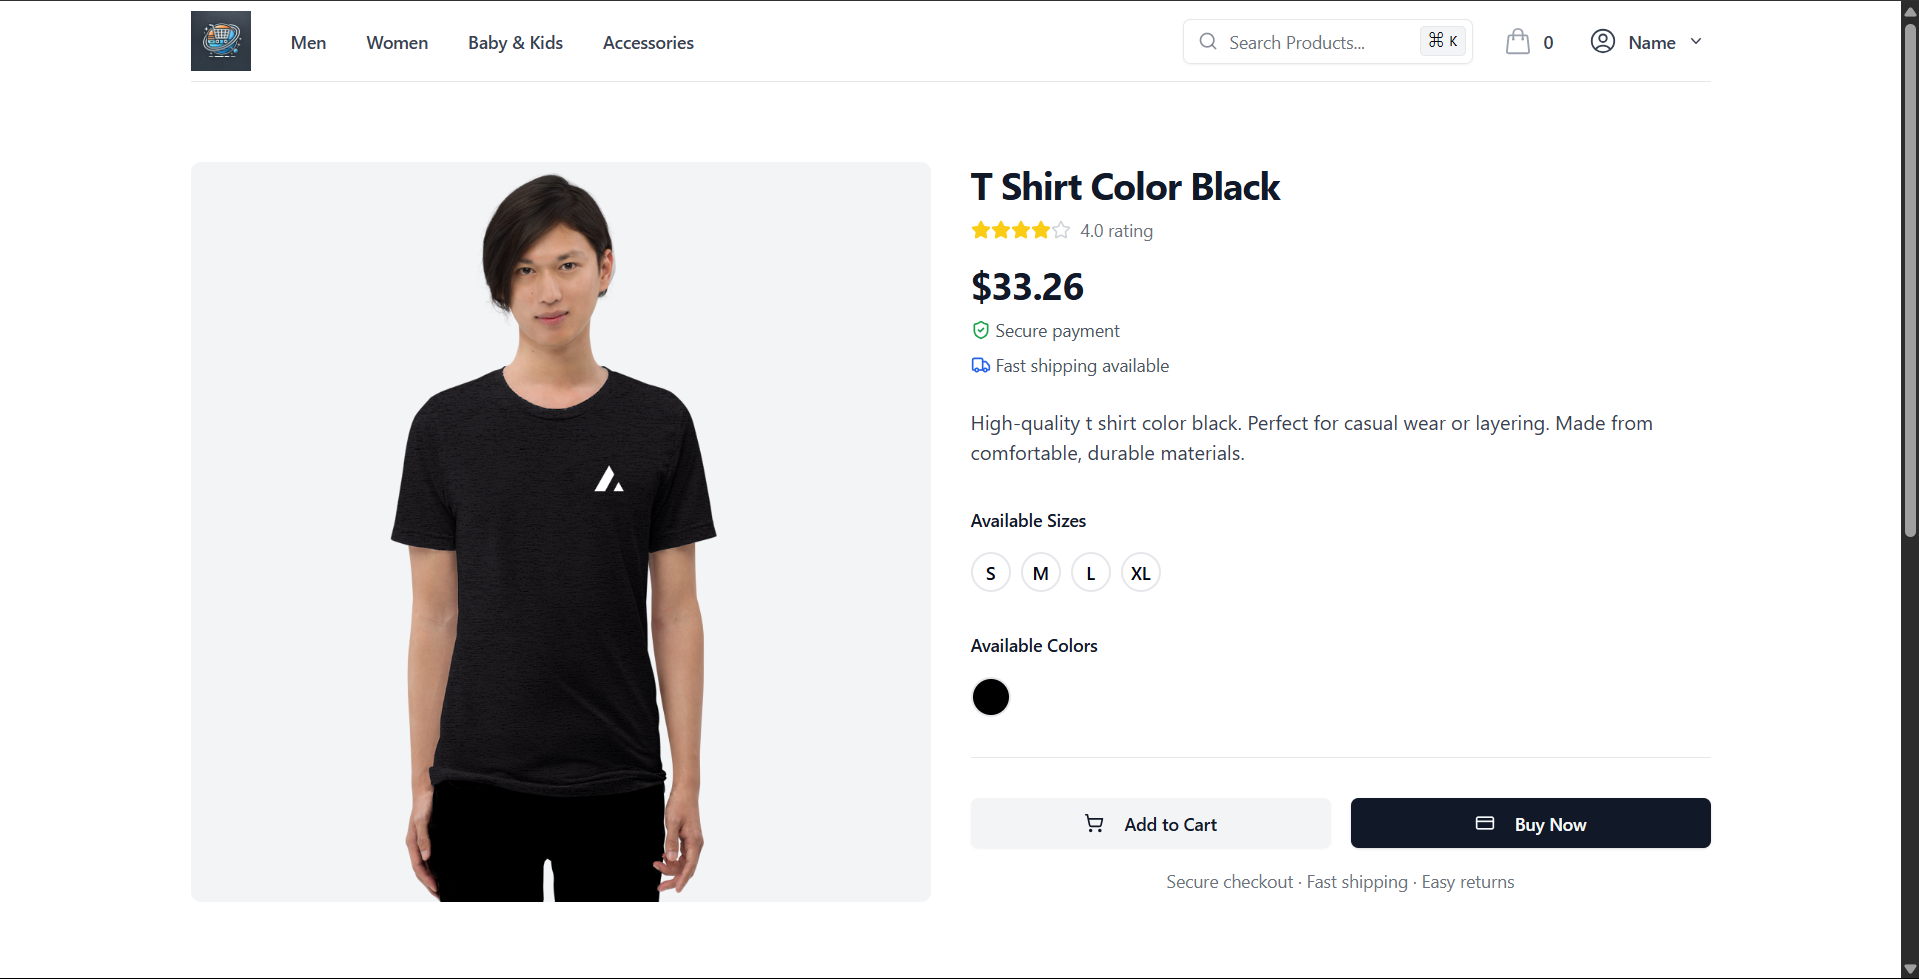 Men
Women
Baby & Kids
Accessories
Search Products...
⌘ K
0
Name
T Shirt Color Black
4.0 rating
$33.26
Secure payment
Fast shipping available
High-quality t shirt color black. Perfect for casual wear or layering. Made from
comfortable, durable materials.
Available Sizes
S M L XL
Available Colors
Add to Cart
Buy Now
Secure checkout · Fast shipping · Easy returns